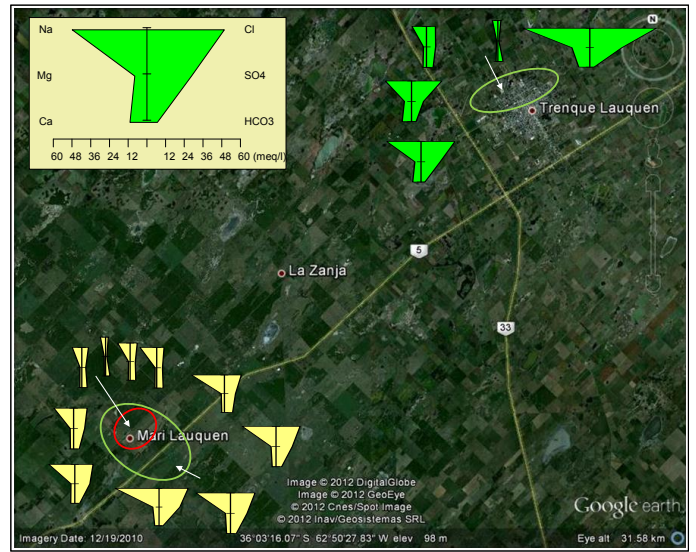 Na Cl
Mg SO4
Ca HCO3
60 48 36 24 12 12 24 36 48 60 (meq/l)
N
Trenque Lauquen
5
La Zanja
33
Mari Lauquen
Image © 2012 DigitalGlobe
Image © 2012 GeoEye
© 2012 Cnes/Spot Image
© 2012 Inav/Geosistemas SRL
Google earth
Imagery Date: 12/19/2010 36°03'16.07" S 62°50'27.83" W elev 98 m Eye alt 31.58 km